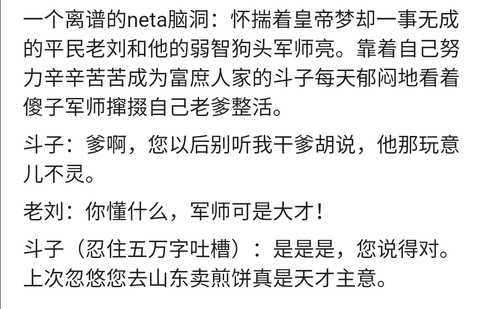 一个离谱的neta脑洞：怀揣着皇帝梦却一事无成
的平民老刘和他的弱智狗头军师亮。靠着自己努
力辛辛苦苦成为富庶人家的斗子每天郁闷地看着
傻子军师撺掇自己老爹整活。
斗子：爹啊，您以后别听我干爹胡说，他那玩意
儿不灵。
老刘：你懂什么，军师可是大才！
斗子（忍住五万字吐槽）：是是是，您说得对。
上次忽悠您去山东卖煎饼真是天才主意。